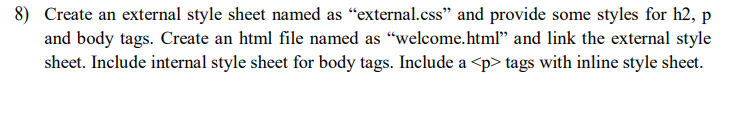 8) Create an external style sheet named as “external.css” and provide some styles for h2, p
and body tags. Create an html file named as “welcome.html” and link the external style
sheet. Include internal style sheet for body tags. Include a <p> tags with inline style sheet.